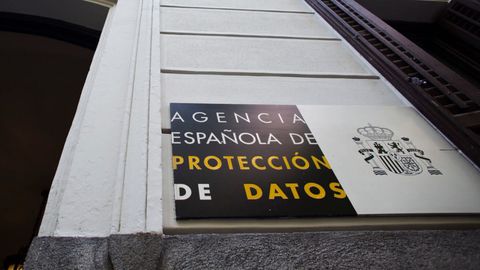 AGENCIA
ESPAÑOLA DE
PROTECCIÓN
DE DATOS